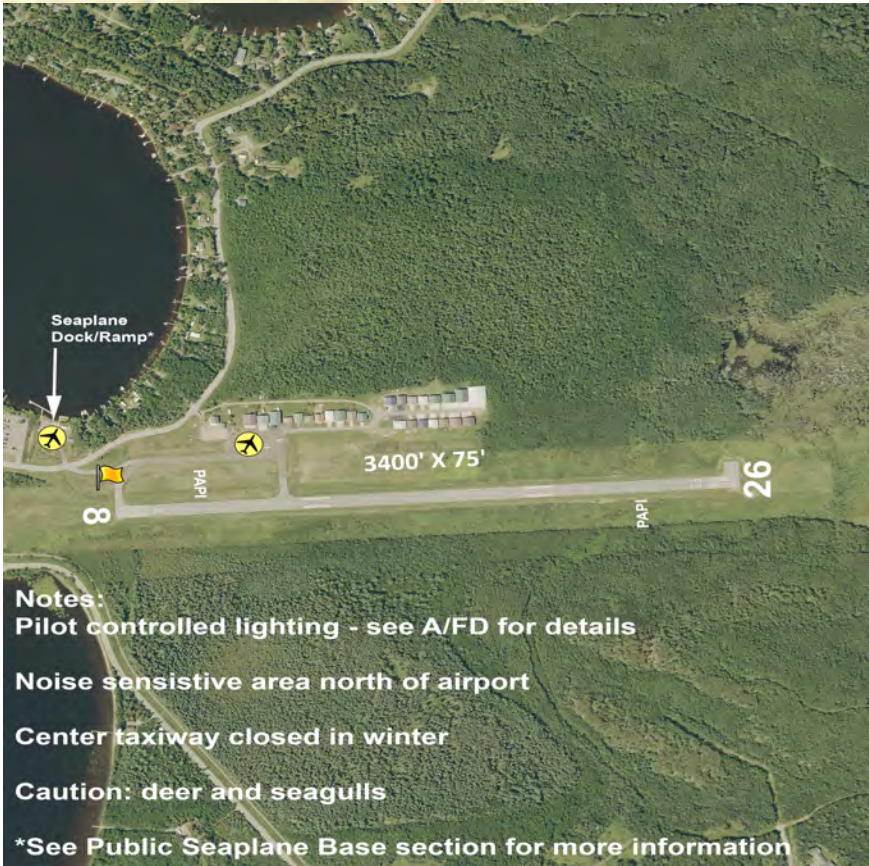 Seaplane
Dock/Ramp*
PAPI
3400' X 75'
8
PAPI
26
Notes:
Pilot controlled lighting - see A/FD for details
Noise sensistive area north of airport
Center taxiway closed in winter
Caution: deer and seagulls
*See Public Seaplane Base section for more information